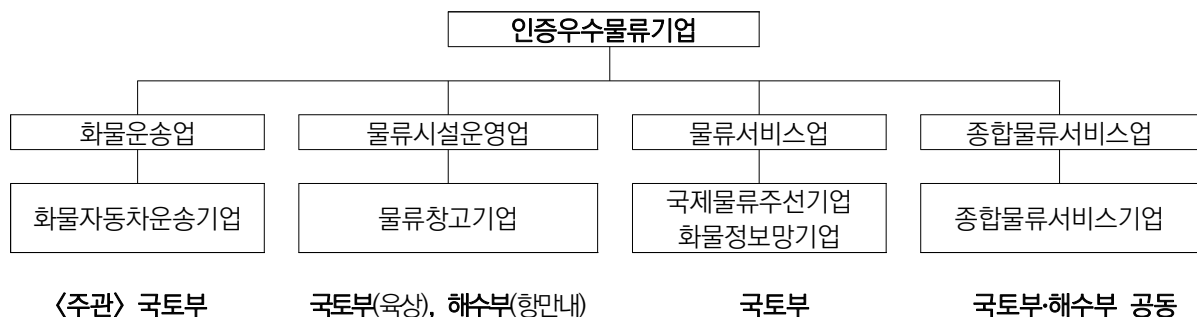 인증우수물류기업
화물운송업
물류시설운영업
물류서비스업
종합물류서비스업
화물자동차운송기업
물류창고기업
국제물류주선기업
화물정보망기업
종합물류서비스기업
〈주관〉 국토부
국토부(육상), 해수부(항만내)
국토부
국토부·해수부 공동